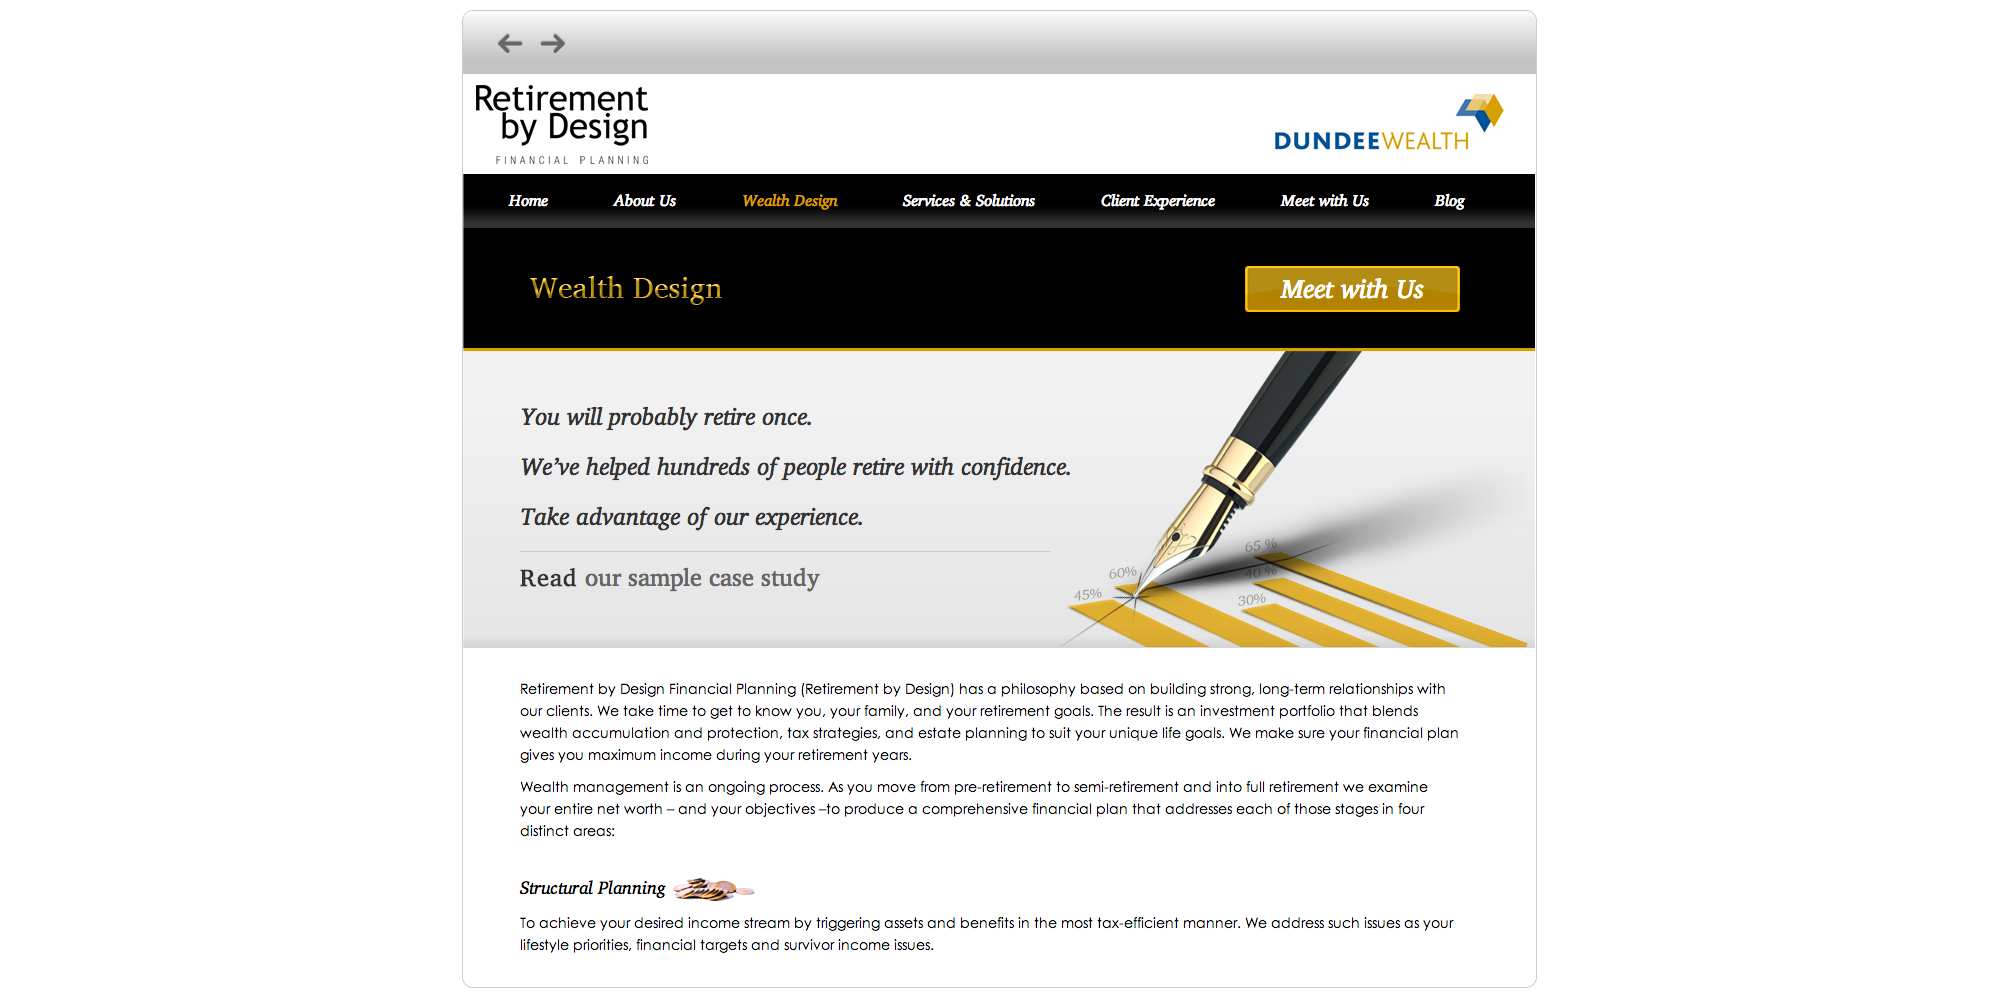 Retirement
by Design
FINANCIAL PLANNING
DUNDEEWEALTH
Home About Us Wealth Design Services & Solutions Client Experience Meet with Us Blog
Wealth Design
Meet with Us
You will probably retire once.
We’ve helped hundreds of people retire with confidence.
Take advantage of our experience.
Read our sample case study
65 %
60%
40 %
45%
30%
Retirement by Design Financial Planning (Retirement by Design) has a philosophy based on building strong, long-term relationships with
our clients. We take time to get to know you, your family, and your retirement goals. The result is an investment portfolio that blends
wealth accumulation and protection, tax strategies, and estate planning to suit your unique life goals. We make sure your financial plan
gives you maximum income during your retirement years.
Wealth management is an ongoing process. As you move from pre-retirement to semi-retirement and into full retirement we examine
your entire net worth – and your objectives –to produce a comprehensive financial plan that addresses each of those stages in four
distinct areas:
Structural Planning
To achieve your desired income stream by triggering assets and benefits in the most tax-efficient manner. We address such issues as your
lifestyle priorities, financial targets and survivor income issues.